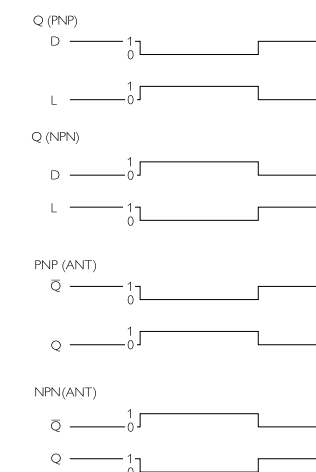 Q (PNP)
D 1
0
1
L 0
Q (NPN)
1
D 0
L 1
0
PNP (ANT)
Q̅ 1
0
1
Q 0
NPN(ANT)
1
Q̅ 0
Q 1
0